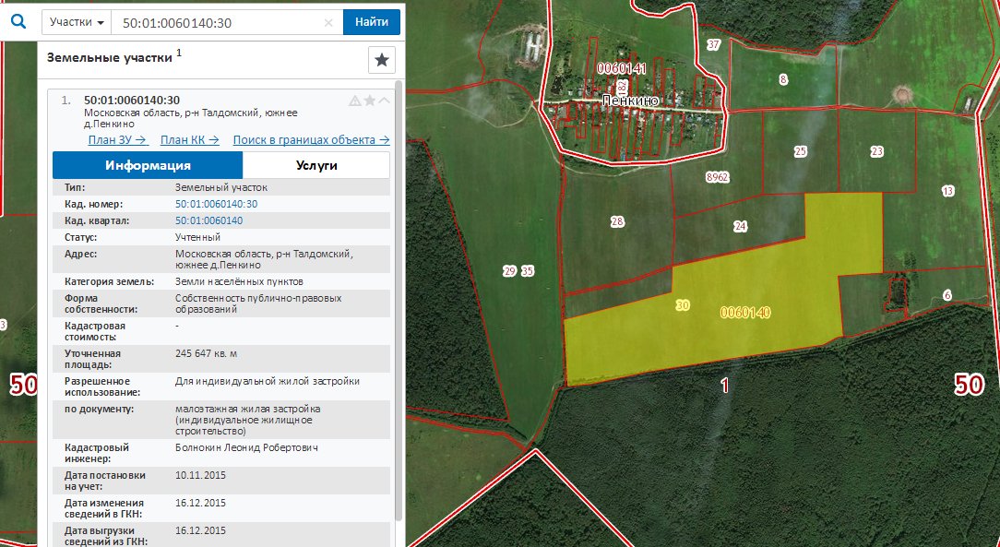 Участки
50:01:0060140:30
×
Найти
Земельные участки 1
1.
50:01:0060140:30
Московская область, р-н Талдомский, южнее
д.Пенкино
План ЗУ →
План КК →
Поиск в границах объекта →
Информация
Услуги
Тип:
Земельный участок
Кад. номер:
50:01:0060140:30
Кад. квартал:
50:01:0060140
Статус:
Учтенный
Адрес:
Московская область, р-н Талдомский,
южнее д.Пенкино
Категория земель:
Земли населённых пунктов
Форма
собственности:
Собственность публично-правовых
образований
Кадастровая
стоимость:
-
Уточненная
площадь:
245 647 кв. м
Разрешенное
использование:
Для индивидуальной жилой застройки
по документу:
малоэтажная жилая застройка
(индивидуальное жилищное
строительство)
Кадастровый
инженер:
Болнокин Леонид Робертович
Дата постановки
на учет:
10.11.2015
Дата изменения
сведений в ГКН:
16.12.2015
Дата выгрузки
сведений из ГКН:
16.12.2015
3
50
37
0060141
182
Пенкино
8
25
23
8962
13
28
24
29
35
30
0060140
6
1
50